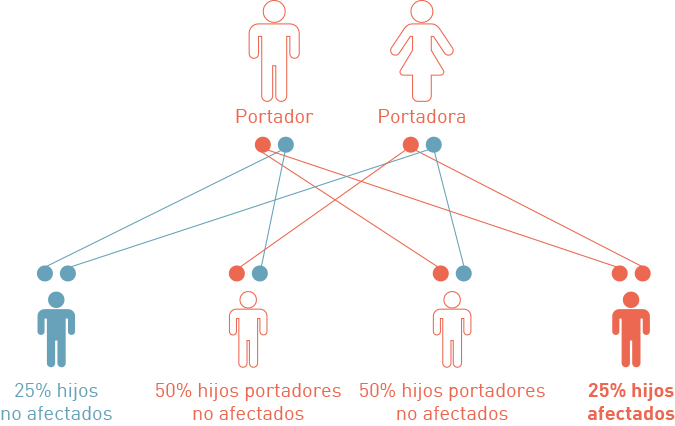 Portador
Portadora
25% hijos
no afectados
50% hijos portadores
no afectados
50% hijos portadores
no afectados
25% hijos
afectados